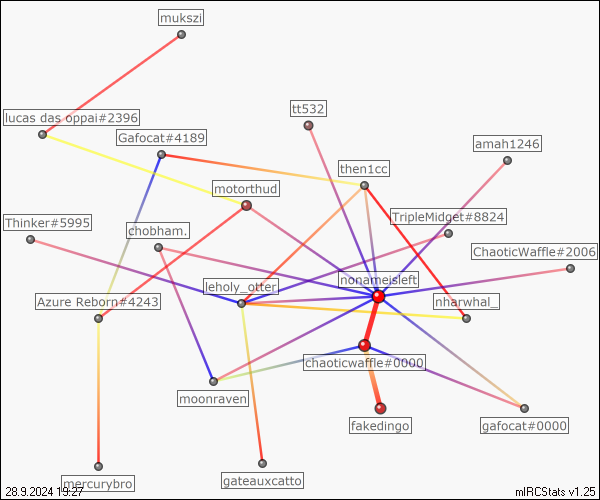 mukszi
lucas das oppai#2396
tt532
Gafocat#4189
amah1246
then1cc
motorthud
TripleMidget#8824
Thinker#5995
chobham.
ChaoticWaffle#2006
nonameisleft
leholy_otter
Azure Reborn#4243
nharwhal_
chaoticwaffle#0000
moonraven
fakedingo
gafocat#0000
gateauxcatto
mercurybro
28.9.2024 19:27
mIRCStats v1.25